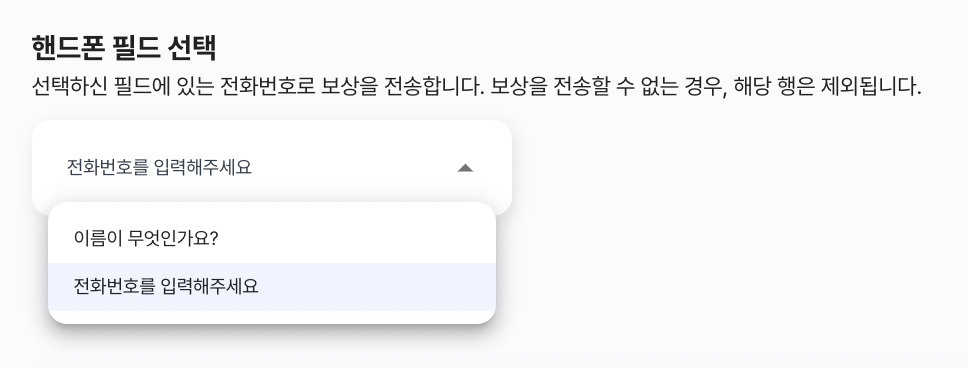 핸드폰 필드 선택
선택하신 필드에 있는 전화번호로 보상을 전송합니다. 보상을 전송할 수 없는 경우, 해당 행은 제외됩니다.
전화번호를 입력해주세요
이름이 무엇인가요?
전화번호를 입력해주세요